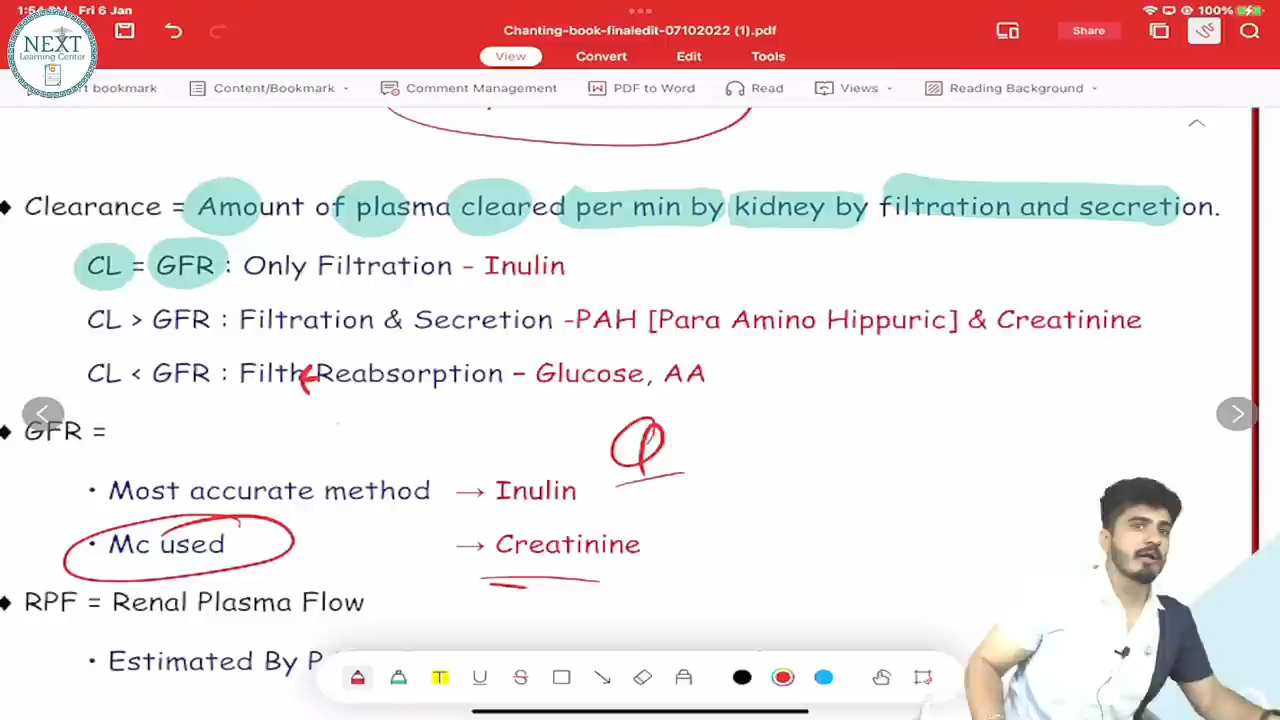 1:54 PM Fri 6 Jan
100%
NEXT
Learning Center
Chanting-book-finaledit-07102022 (1).pdf
Share
View Convert Edit Tools
bookmark Content/Bookmark Comment Management PDF to Word Read Views Reading Background
Clearance = Amount of plasma cleared per min by kidney by filtration and secretion.
CL = GFR : Only Filtration - Inulin
CL > GFR : Filtration & Secretion -PAH [Para Amino Hippuric] & Creatinine
CL < GFR : Filth Reabsorption - Glucose, AA
GFR =
• Most accurate method → Inulin
• Mc used → Creatinine
RPF = Renal Plasma Flow
• Estimated By P